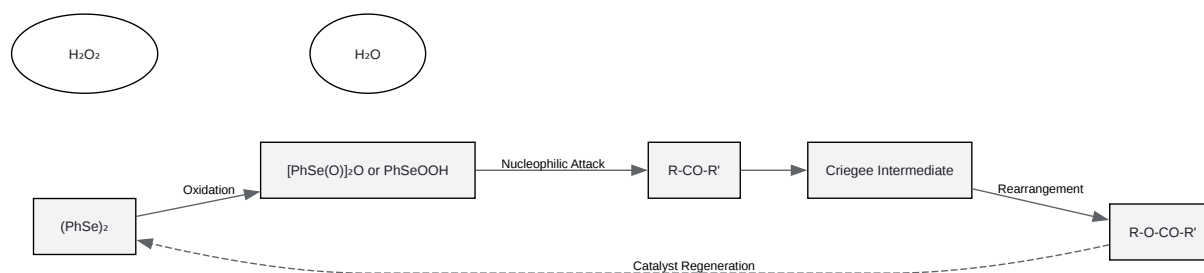 H₂O₂
H₂O
[PhSe(O)]₂O or PhSeOOH
Nucleophilic Attack
R-CO-R'
Criegee Intermediate
Oxidation
Rearrangement
(PhSe)₂
R-O-CO-R'
Catalyst Regeneration